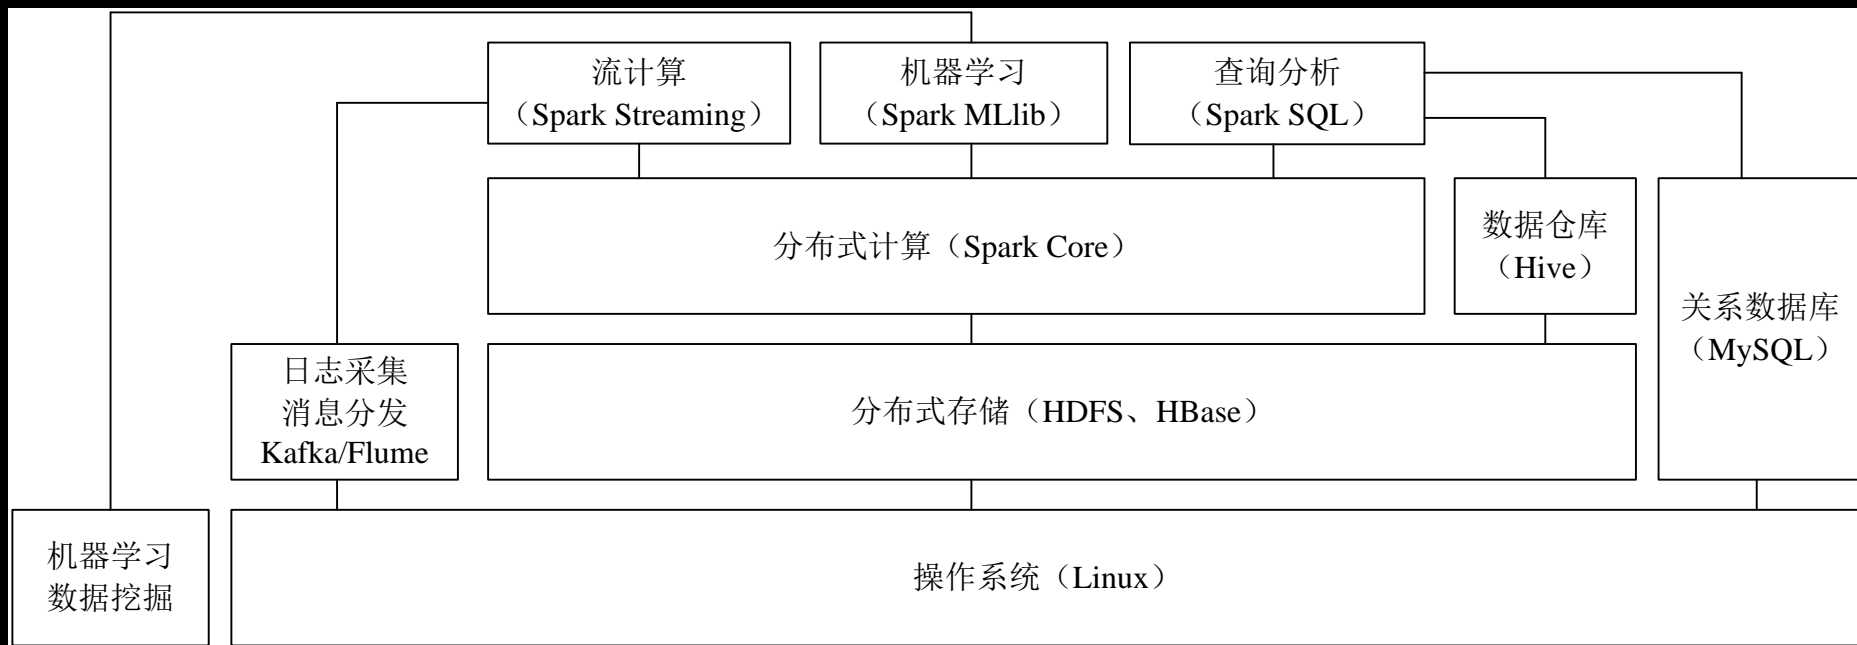 流计算
（Spark Streaming）
机器学习
（Spark MLlib）
查询分析
（Spark SQL）
分布式计算（Spark Core）
数据仓库
（Hive）
关系数据库
（MySQL）
日志采集
消息分发
Kafka/Flume
分布式存储（HDFS、HBase）
机器学习
数据挖掘
操作系统（Linux）